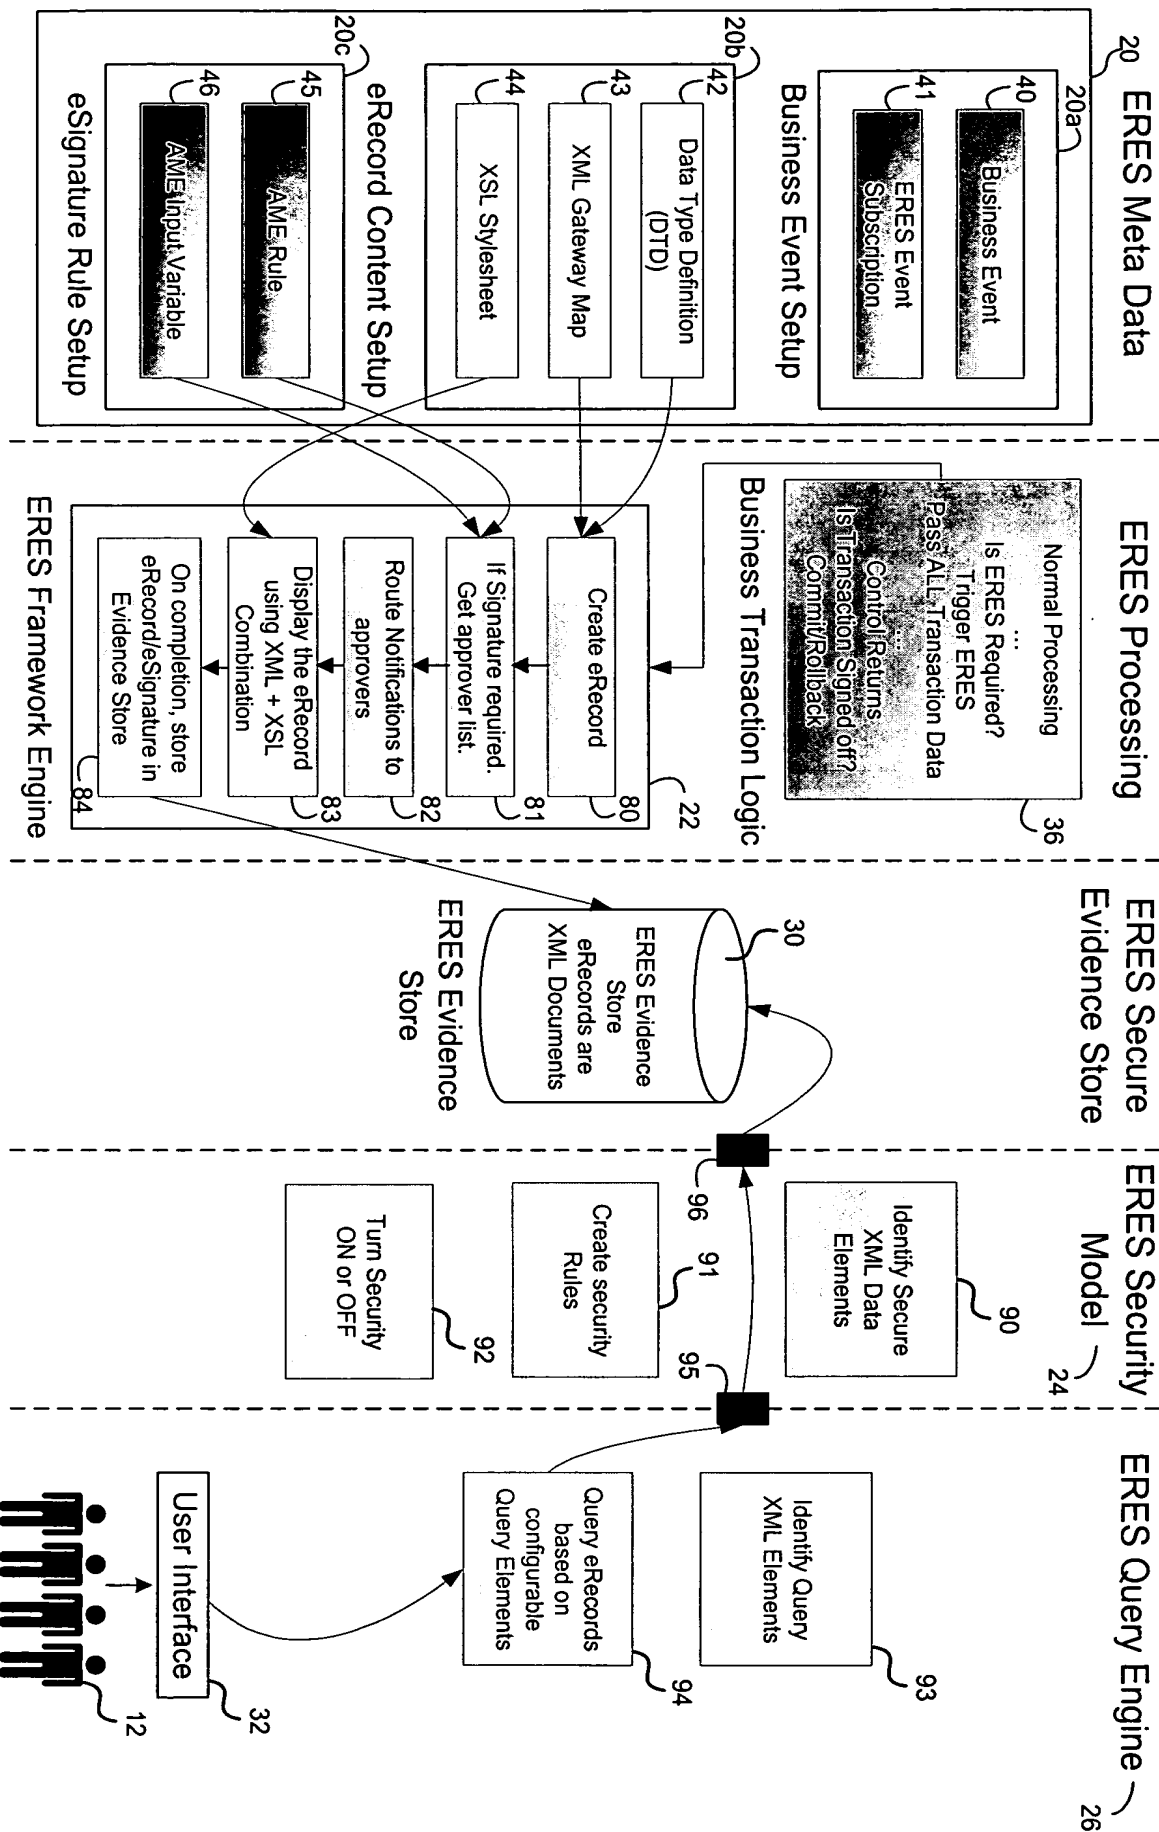 ERES Meta Data
20
20a
40
Business Event
41
ERES Event
Subscription
Business Event Setup
20b
42
Data Type Definition
(DTD)
43
XML Gateway Map
44
XSL Stylesheet
eRecord Content Setup
20c
45
AME Rule
46
AME Input Variable
eSignature Rule Setup
ERES Processing
Normal Processing
...
Is ERES Required?
Trigger ERES
Pass ALL Transaction Data
....
Control Returns
Is Transaction Signed off?
Commit/Rollback
36
Business Transaction Logic
22
Create eRecord
80
If Signature required.
Get approver list.
81
Route Notifications to
approvers
82
Display the eRecord
using XML + XSL
Combination
83
On completion, store
eRecord/eSignature in
Evidence Store
84
ERES Framework Engine
ERES Secure
Evidence Store
30
ERES Evidence
Store
eRecords are
XML Documents
ERES Evidence
Store
ERES Security
Model
24
Identify Secure
XML Data
Elements
90
96
95
Create security
Rules
91
Turn Security
ON or OFF
92
ERES Query Engine
26
Identify Query
XML Elements
93
Query eRecords
based on
configurable
Query Elements
94
User Interface
32
12